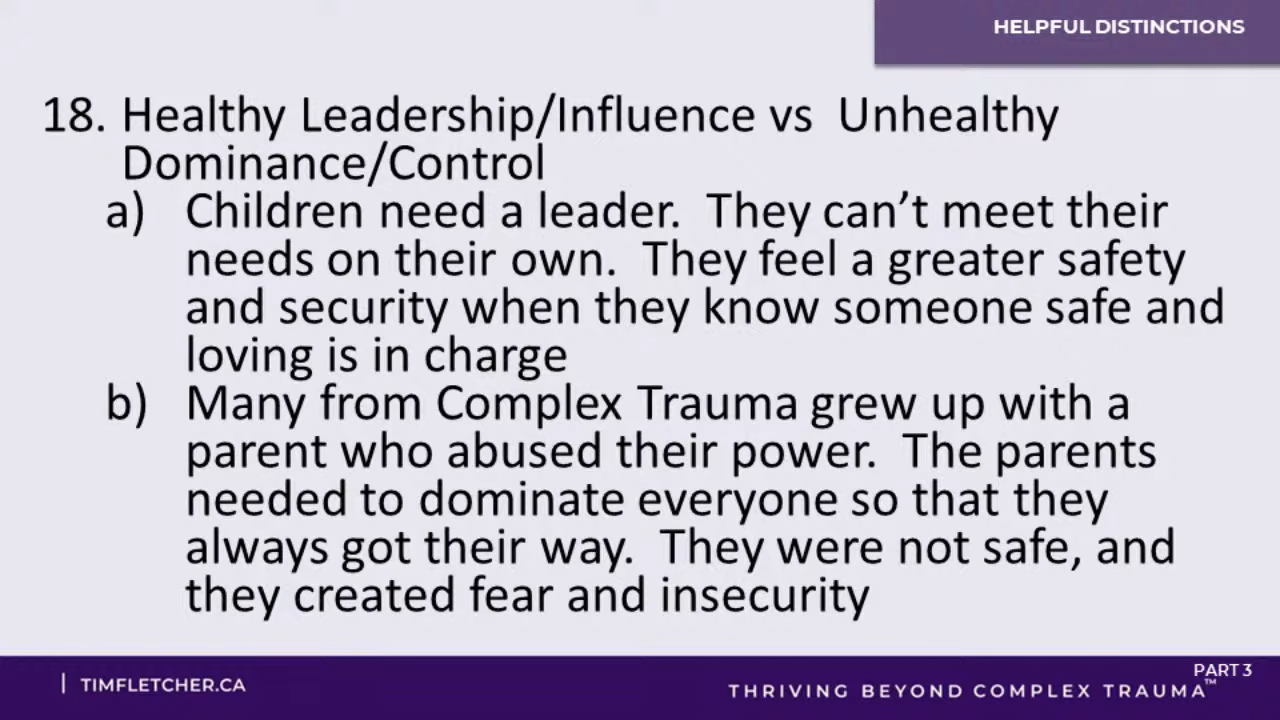 HELPFUL DISTINCTIONS
18. Healthy Leadership/Influence vs  Unhealthy
Dominance/Control
a) Children need a leader.  They can’t meet their
needs on their own.  They feel a greater safety
and security when they know someone safe and
loving is in charge
b) Many from Complex Trauma grew up with a
parent who abused their power.  The parents
needed to dominate everyone so that they
always got their way.  They were not safe, and
they created fear and insecurity
| TIMFLETCHER.CA
PART 3
THRIVING BEYOND COMPLEX TRAUMA™